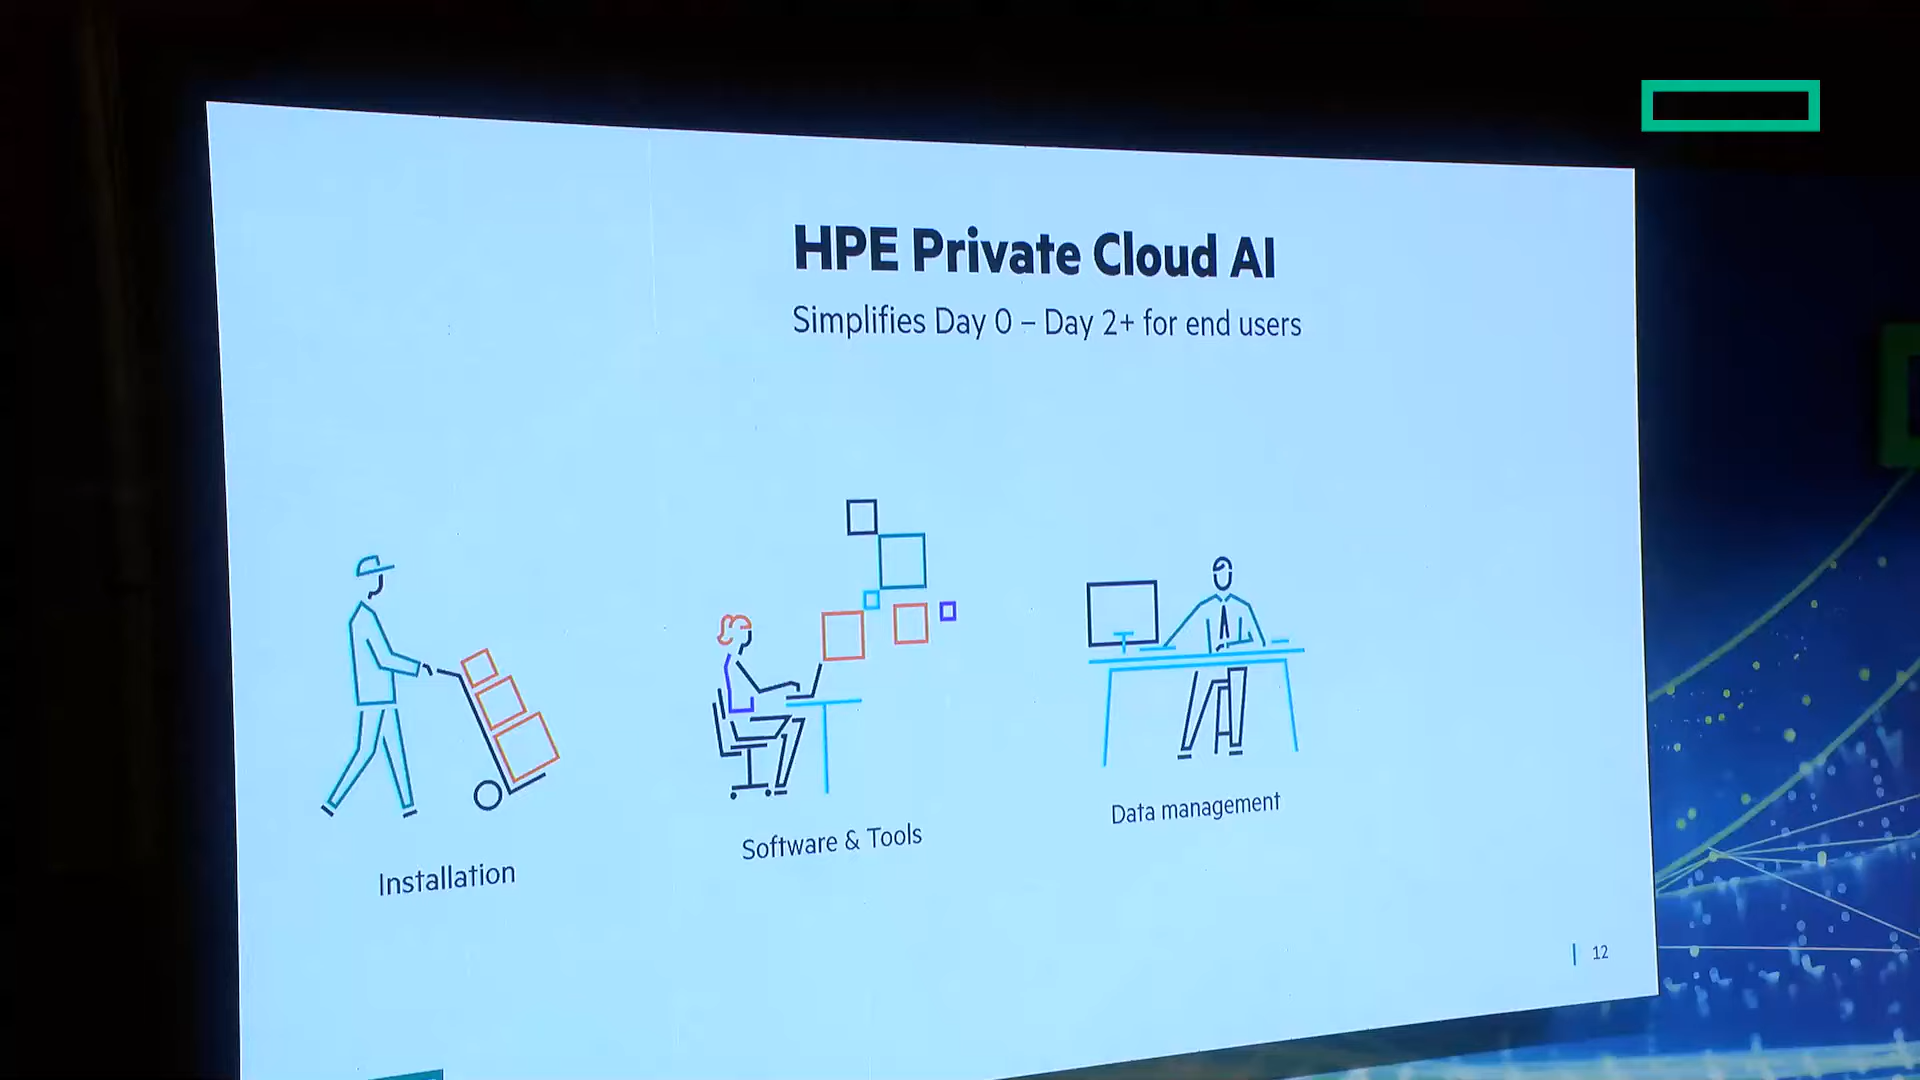 HPE Private Cloud AI
Simplifies Day 0 – Day 2+ for end users
Installation
Software & Tools
Data management
12